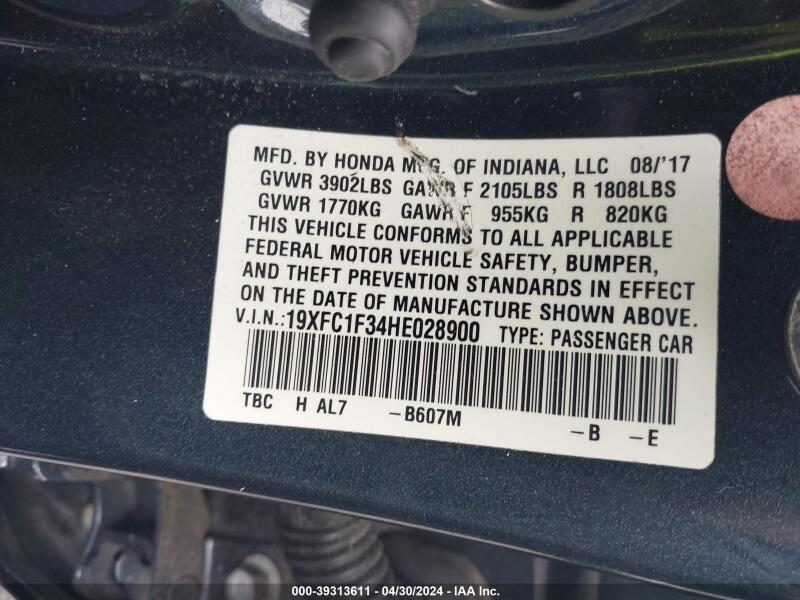 MFD. BY HONDA MFG. OF INDIANA, LLC 08/'17
GVWR 3902LBS GAWR F 2105LBS R 1808LBS
GVWR 1770KG GAWR F 955KG R 820KG
THIS VEHICLE CONFORMS TO ALL APPLICABLE
FEDERAL MOTOR VEHICLE SAFETY, BUMPER,
AND THEFT PREVENTION STANDARDS IN EFFECT
ON THE DATE OF MANUFACTURE SHOWN ABOVE.
V.I.N.:19XFC1F34HE028900 TYPE: PASSENGER CAR
TBC H AL7 -B607M -B -E
000-39313611 - 04/30/2024 - IAA Inc.